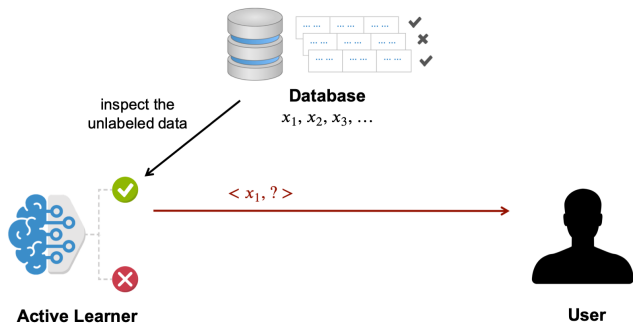 ... ... ... ... ... ...
... ... ... ... ... ...
... ... ... ... ... ...
Database
x₁, x₂, x₃, …
inspect the
unlabeled data
< x₁, ? >
Active Learner
User